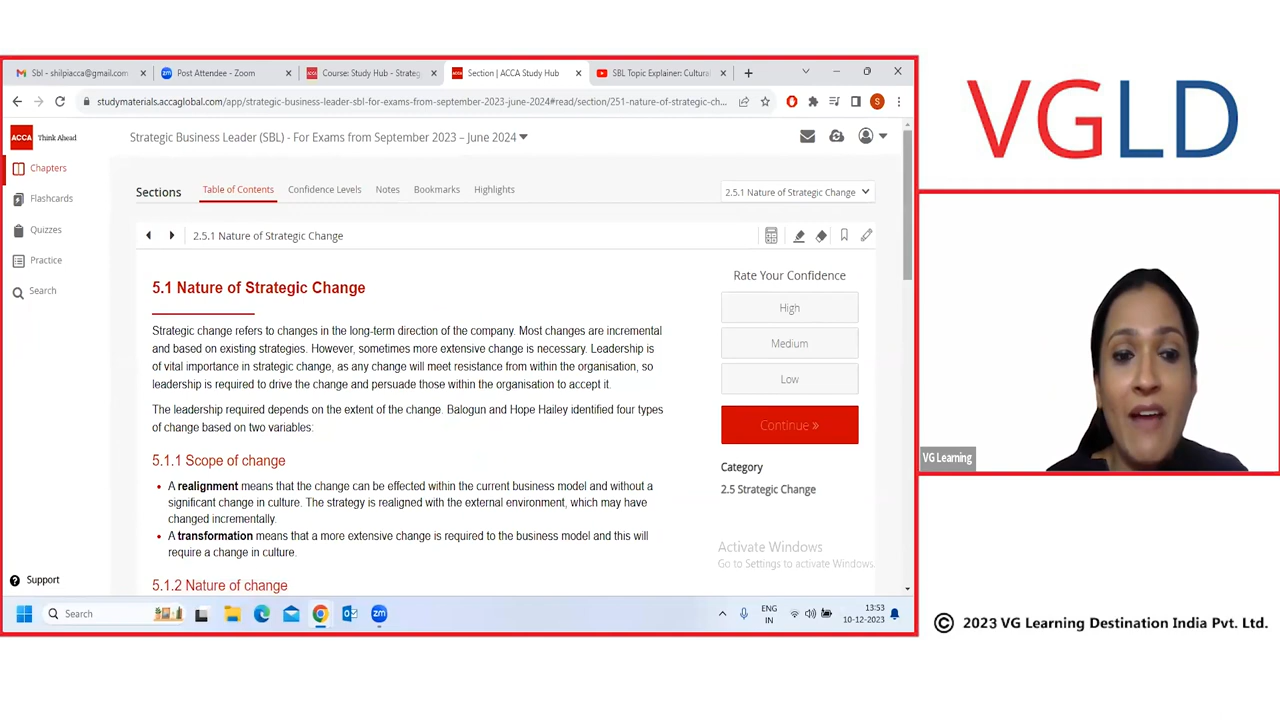 Sbl - shilpiacca@gmail.com
Post Attendee - Zoom
Course: Study Hub - Strateg
Section | ACCA Study Hub
SBL Topic Explainer: Cultural
studymaterials.accaglobal.com/app/strategic-business-leader-sbl-for-exams-from-september-2023-june-2024#read/section/251-nature-of-strategic-ch...
S
ACCA
Think Ahead
Strategic Business Leader (SBL) - For Exams from September 2023 – June 2024
Chapters
Flashcards
Quizzes
Practice
Search
Support
Sections
Table of Contents
Confidence Levels
Notes
Bookmarks
Highlights
2.5.1 Nature of Strategic Change
2.5.1 Nature of Strategic Change
5.1 Nature of Strategic Change
Strategic change refers to changes in the long-term direction of the company. Most changes are incremental
and based on existing strategies. However, sometimes more extensive change is necessary. Leadership is
of vital importance in strategic change, as any change will meet resistance from within the organisation, so
leadership is required to drive the change and persuade those within the organisation to accept it.
The leadership required depends on the extent of the change. Balogun and Hope Hailey identified four types
of change based on two variables:
5.1.1 Scope of change
• A realignment means that the change can be effected within the current business model and without a
significant change in culture. The strategy is realigned with the external environment, which may have
changed incrementally.
• A transformation means that a more extensive change is required to the business model and this will
require a change in culture.
5.1.2 Nature of change
Rate Your Confidence
High
Medium
Low
Continue »
Category
2.5 Strategic Change
Activate Windows
Go to Settings to activate Windows.
Search
ENG
IN
13:53
10-12-2023
VGLD
VG Learning
© 2023 VG Learning Destination India Pvt. Ltd.